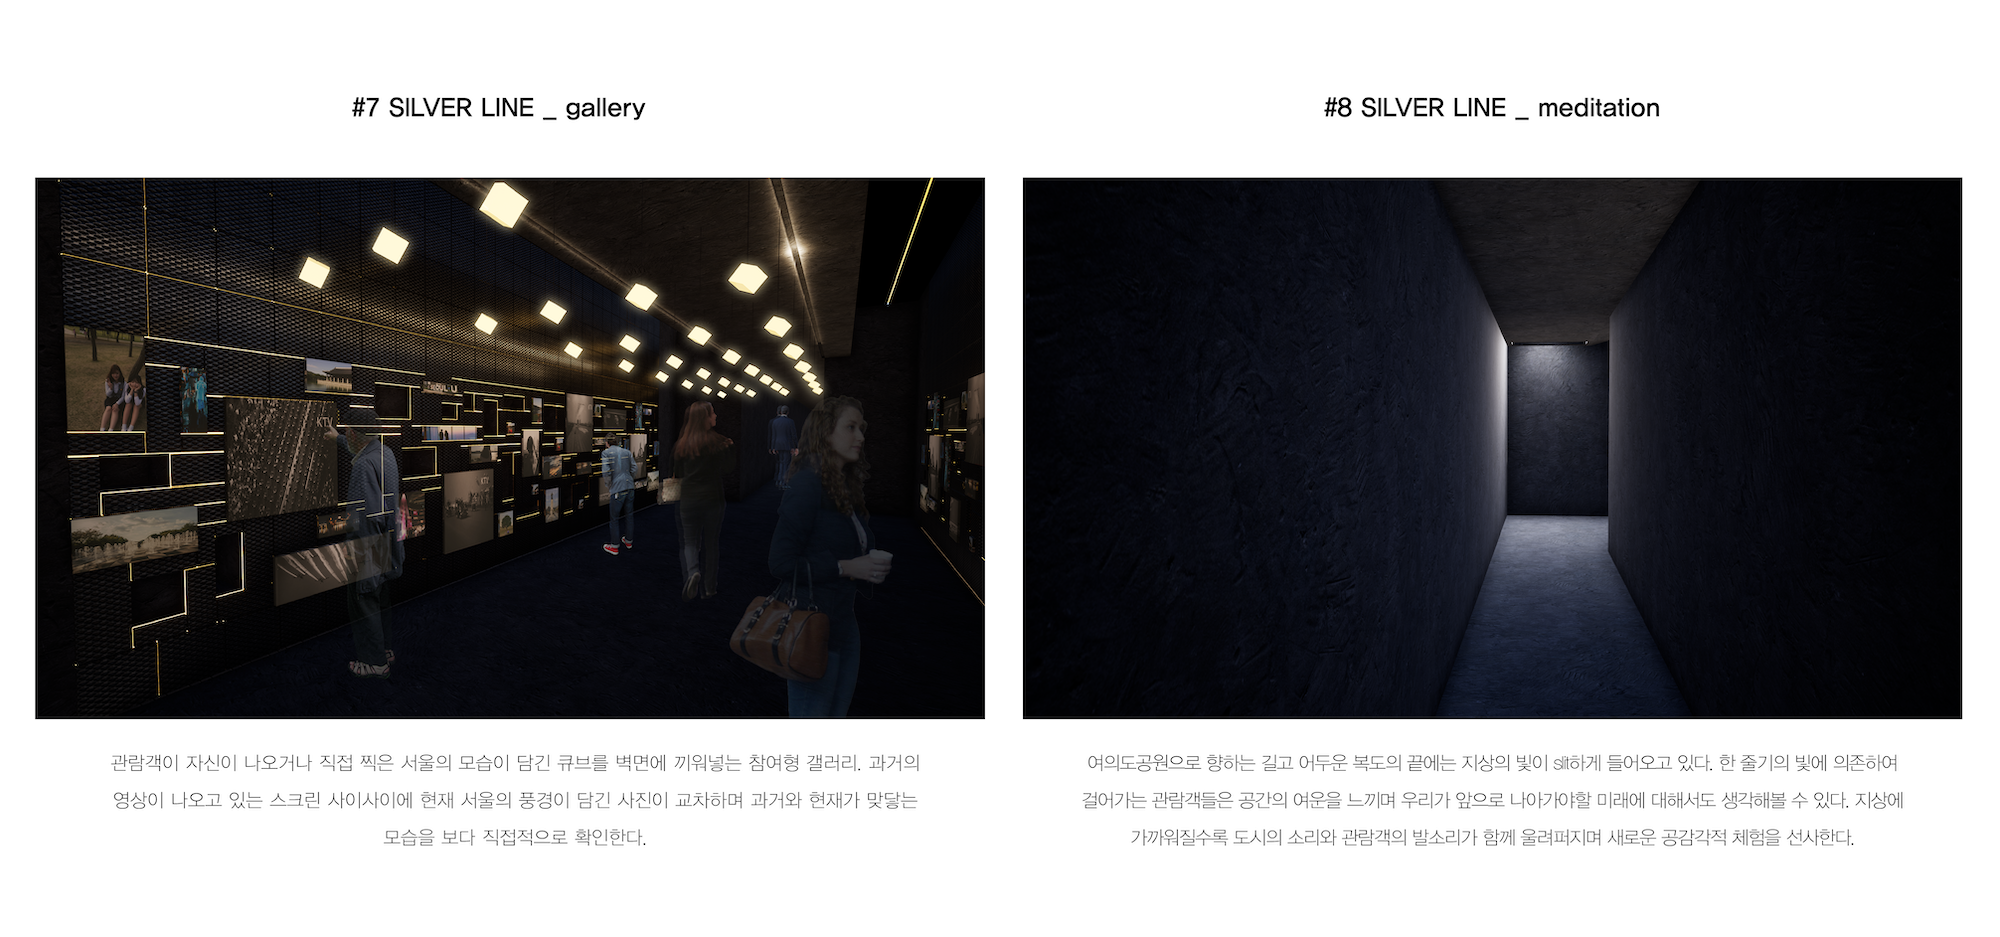 #7 SILVER LINE _ gallery
#8 SILVER LINE _ meditation
KTV
KTV
관람객이 자신이 나오거나 직접 찍은 서울의 모습이 담긴 큐브를 벽면에 끼워넣는 참여형 갤러리. 과거의
영상이 나오고 있는 스크린 사이사이에 현재 서울의 풍경이 담긴 사진이 교차하며 과거와 현재가 맞닿는
모습을 보다 직접적으로 확인한다.
여의도공원으로 향하는 길고 어두운 복도의 끝에는 지상의 빛이 slit하게 들어오고 있다. 한 줄기의 빛에 의존하여
걸어가는 관람객들은 공간의 여운을 느끼며 우리가 앞으로 나아가야할 미래에 대해서도 생각해볼 수 있다. 지상에
가까워질수록 도시의 소리와 관람객의 발소리가 함께 울려퍼지며 새로운 공감각적 체험을 선사한다.